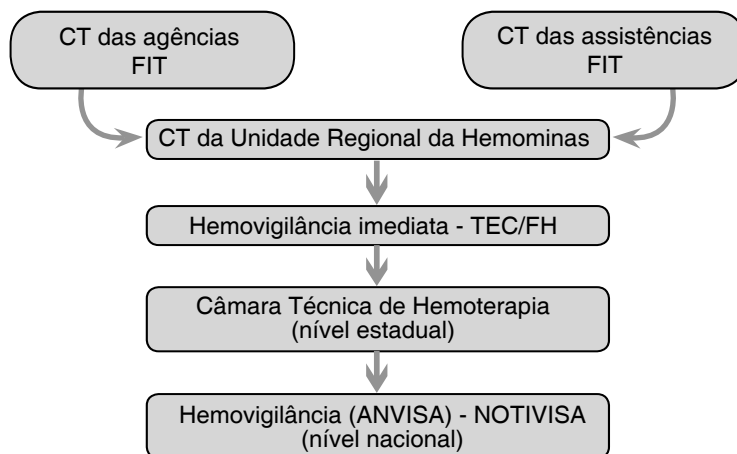 CT das agências
FIT
CT das assistências
FIT
CT da Unidade Regional da Hemominas
Hemovigilância imediata - TEC/FH
Câmara Técnica de Hemoterapia
(nível estadual)
Hemovigilância (ANVISA) - NOTIVISA
(nível nacional)